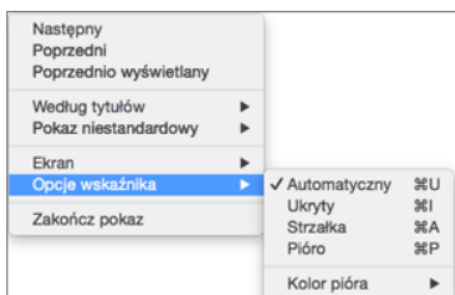 Następny
Poprzedni
Poprzednio wyświetlany
Według tytułów ▶
Pokaz niestandardowy ▶
Ekran ▶
Opcje wskaźnika ▶
Zakończ pokaz
✓ Automatyczny ⌘U
Ukryty ⌘I
Strzałka ⌘A
Pióro ⌘P
Kolor pióra ▶